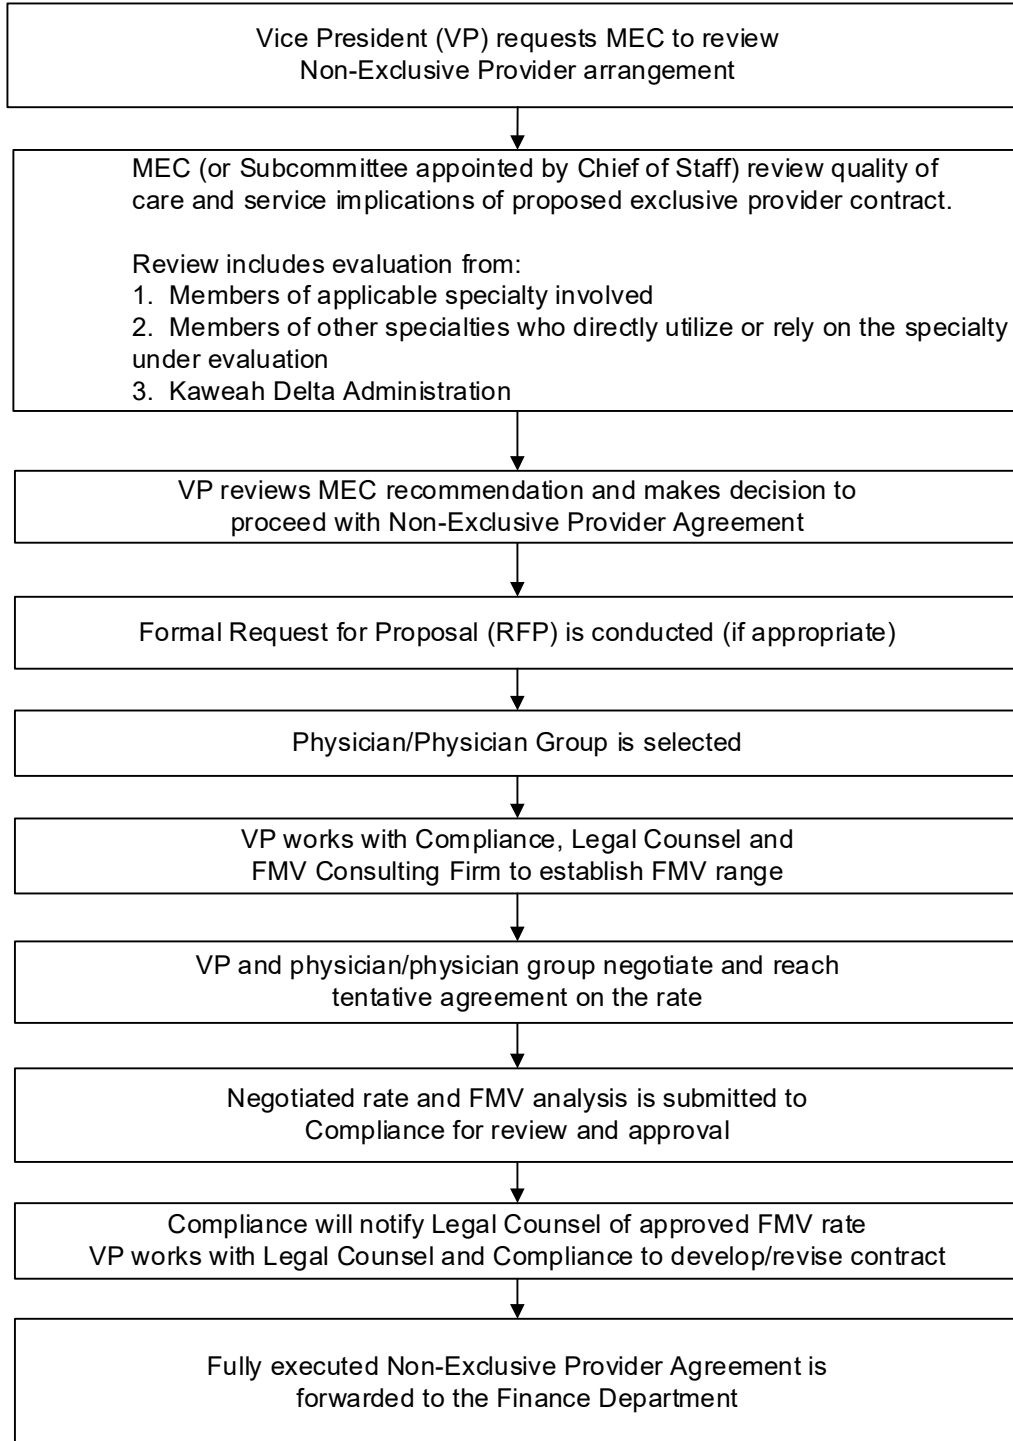 Vice President (VP) requests MEC to review
Non-Exclusive Provider arrangement
MEC (or Subcommittee appointed by Chief of Staff) review quality of
care and service implications of proposed exclusive provider contract.
Review includes evaluation from:
1.  Members of applicable specialty involved
2.  Members of other specialties who directly utilize or rely on the specialty
under evaluation
3.  Kaweah Delta Administration
VP reviews MEC recommendation and makes decision to
proceed with Non-Exclusive Provider Agreement
Formal Request for Proposal (RFP) is conducted (if appropriate)
Physician/Physician Group is selected
VP works with Compliance, Legal Counsel and
FMV Consulting Firm to establish FMV range
VP and physician/physician group negotiate and reach
tentative agreement on the rate
Negotiated rate and FMV analysis is submitted to
Compliance for review and approval
Compliance will notify Legal Counsel of approved FMV rate
VP works with Legal Counsel and Compliance to develop/revise contract
Fully executed Non-Exclusive Provider Agreement is
forwarded to the Finance Department